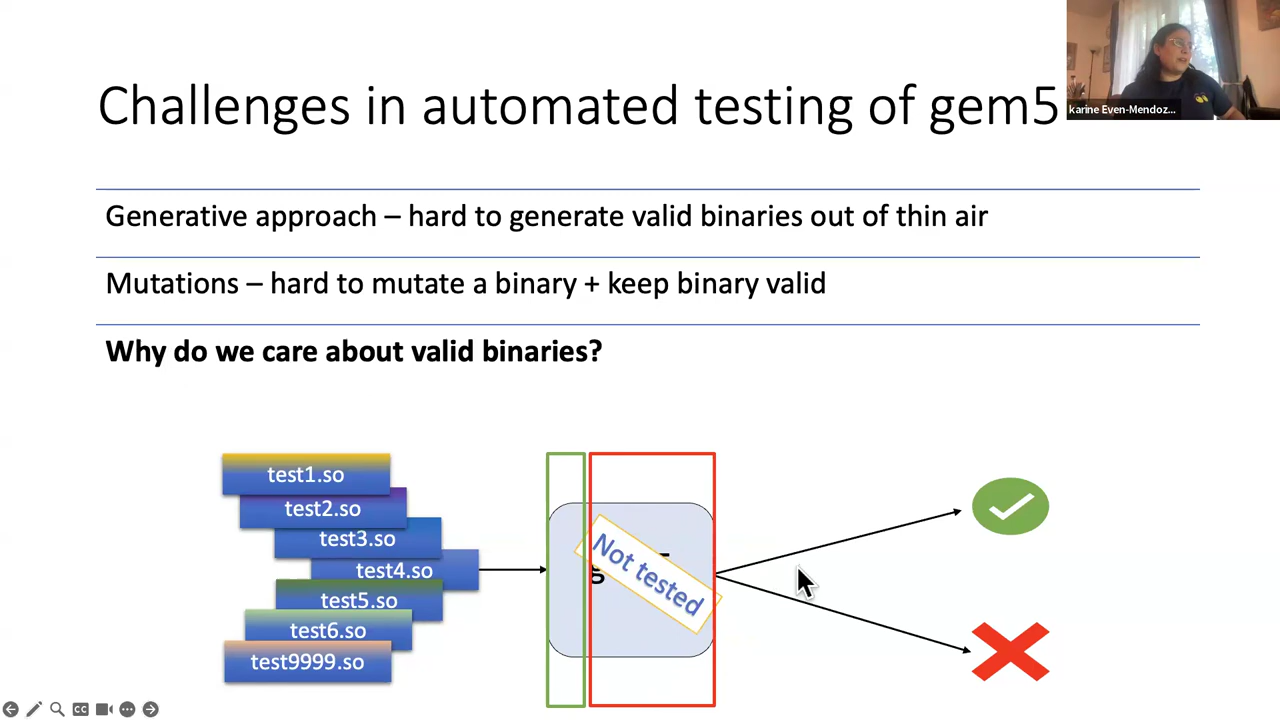 Challenges in automated testing of gem5
karine Even-Mendoz...
Generative approach – hard to generate valid binaries out of thin air
Mutations – hard to mutate a binary + keep binary valid
Why do we care about valid binaries?
test1.so
test2.so
test3.so
test4.so
test5.so
test6.so
test9999.so
Not tested
CC